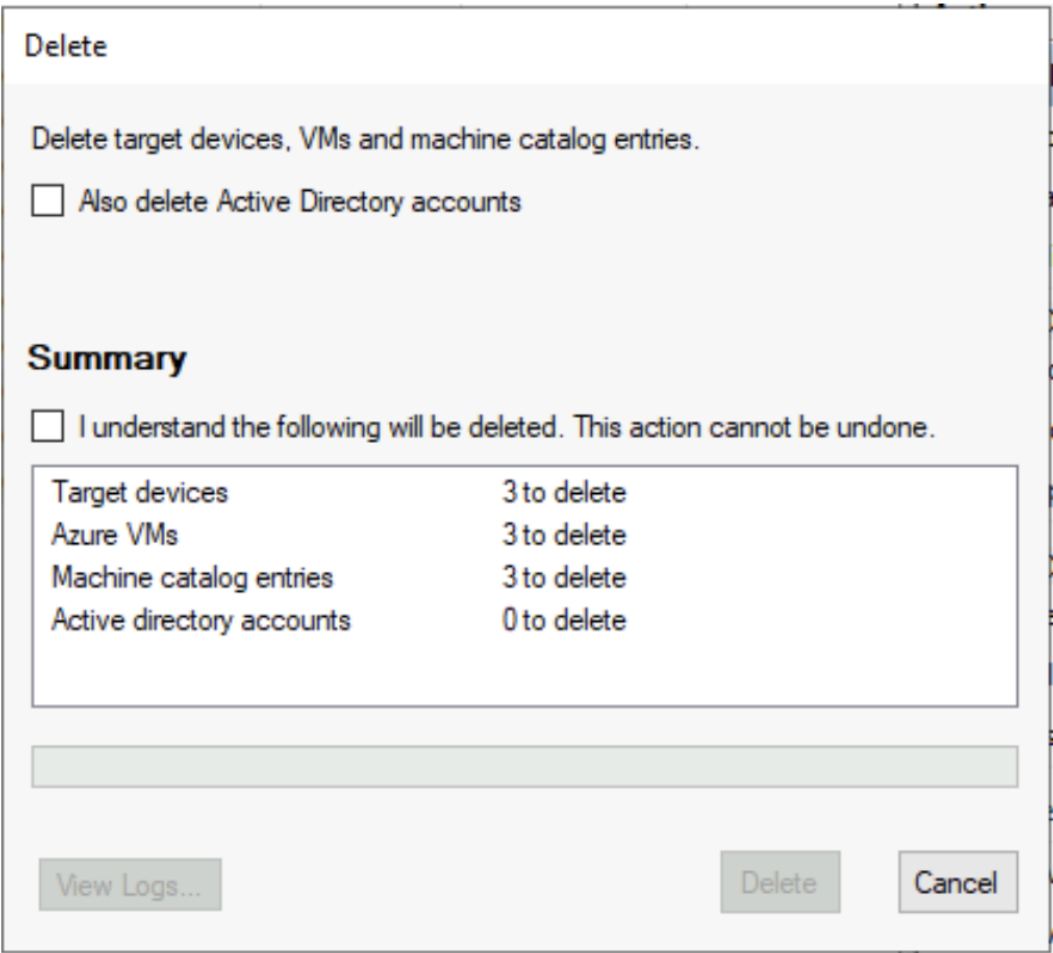 Delete
Delete target devices, VMs and machine catalog entries.
Also delete Active Directory accounts
Summary
I understand the following will be deleted. This action cannot be undone.
Target devices 3 to delete
Azure VMs 3 to delete
Machine catalog entries 3 to delete
Active directory accounts 0 to delete
View Logs... Delete Cancel